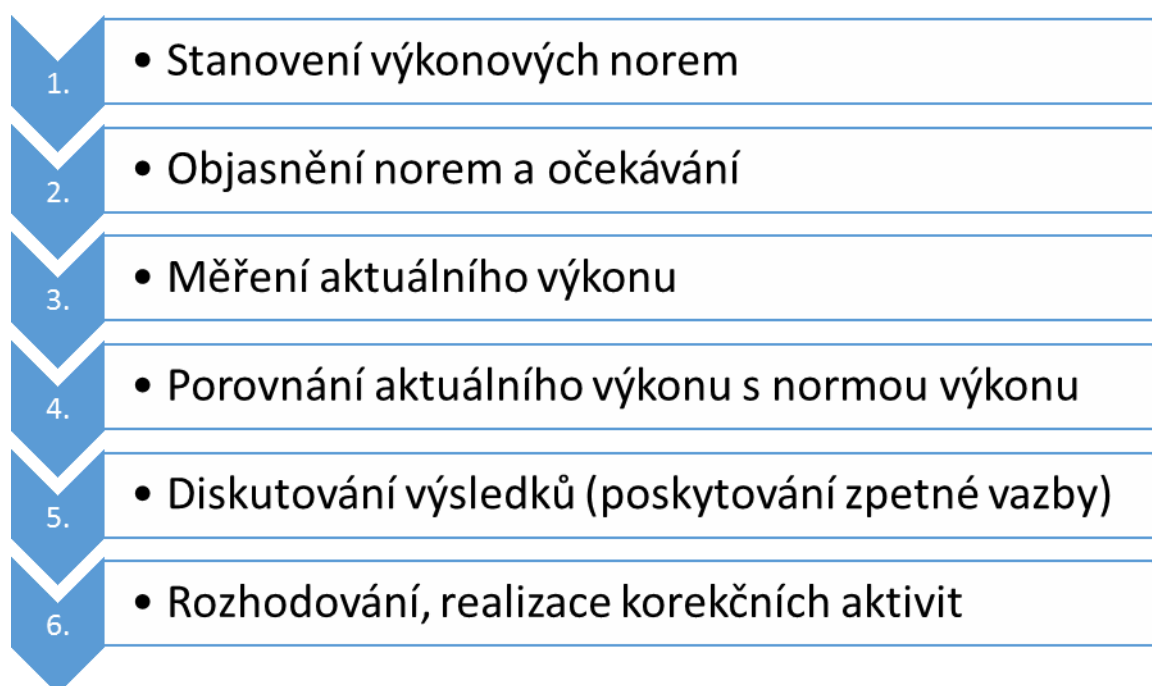 1. • Stanovení výkonových norem
2. • Objasnění norem a očekávání
3. • Měření aktuálního výkonu
4. • Porovnání aktuálního výkonu s normou výkonu
5. • Diskutování výsledků (poskytování zpetné vazby)
6. • Rozhodování, realizace korekčních aktivit